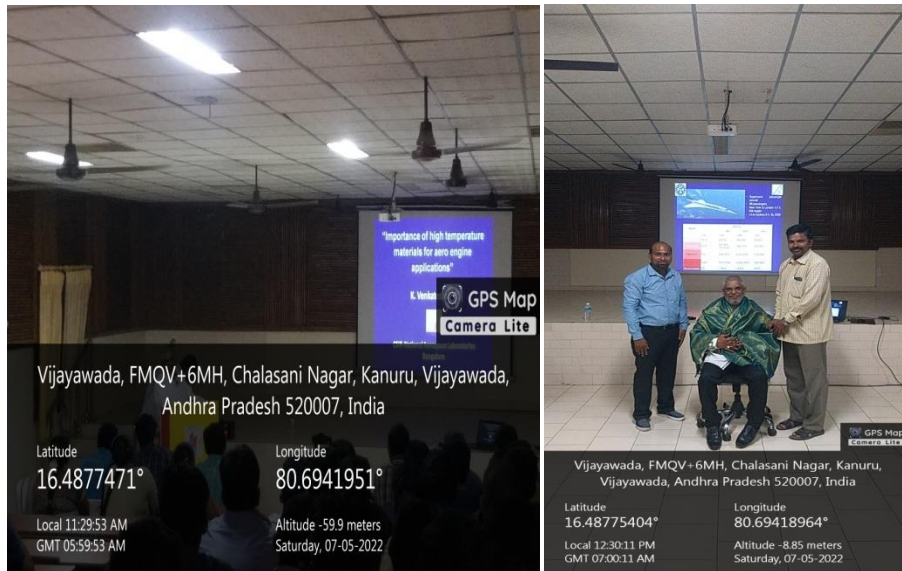 "Importance of high temperature
materials for aero engine
applications"
K. Venkat
GPS Map
Camera Lite
Bangalore
Vijayawada, FMQV+6MH, Chalasani Nagar, Kanuru, Vijayawada,
Andhra Pradesh 520007, India
Latitude
16.4877471°
Longitude
80.6941951°
Local 11:29:53 AM
GMT 05:59:53 AM
Altitude -59.9 meters
Saturday, 07-05-2022
GPS Map
Camera Lite
Vijayawada, FMQV+6MH, Chalasani Nagar, Kanuru,
Vijayawada, Andhra Pradesh 520007, India
Latitude
16.48775404°
Longitude
80.69418964°
Local 12:30:11 PM
GMT 07:00:11 AM
Altitude -8.85 meters
Saturday, 07-05-2022